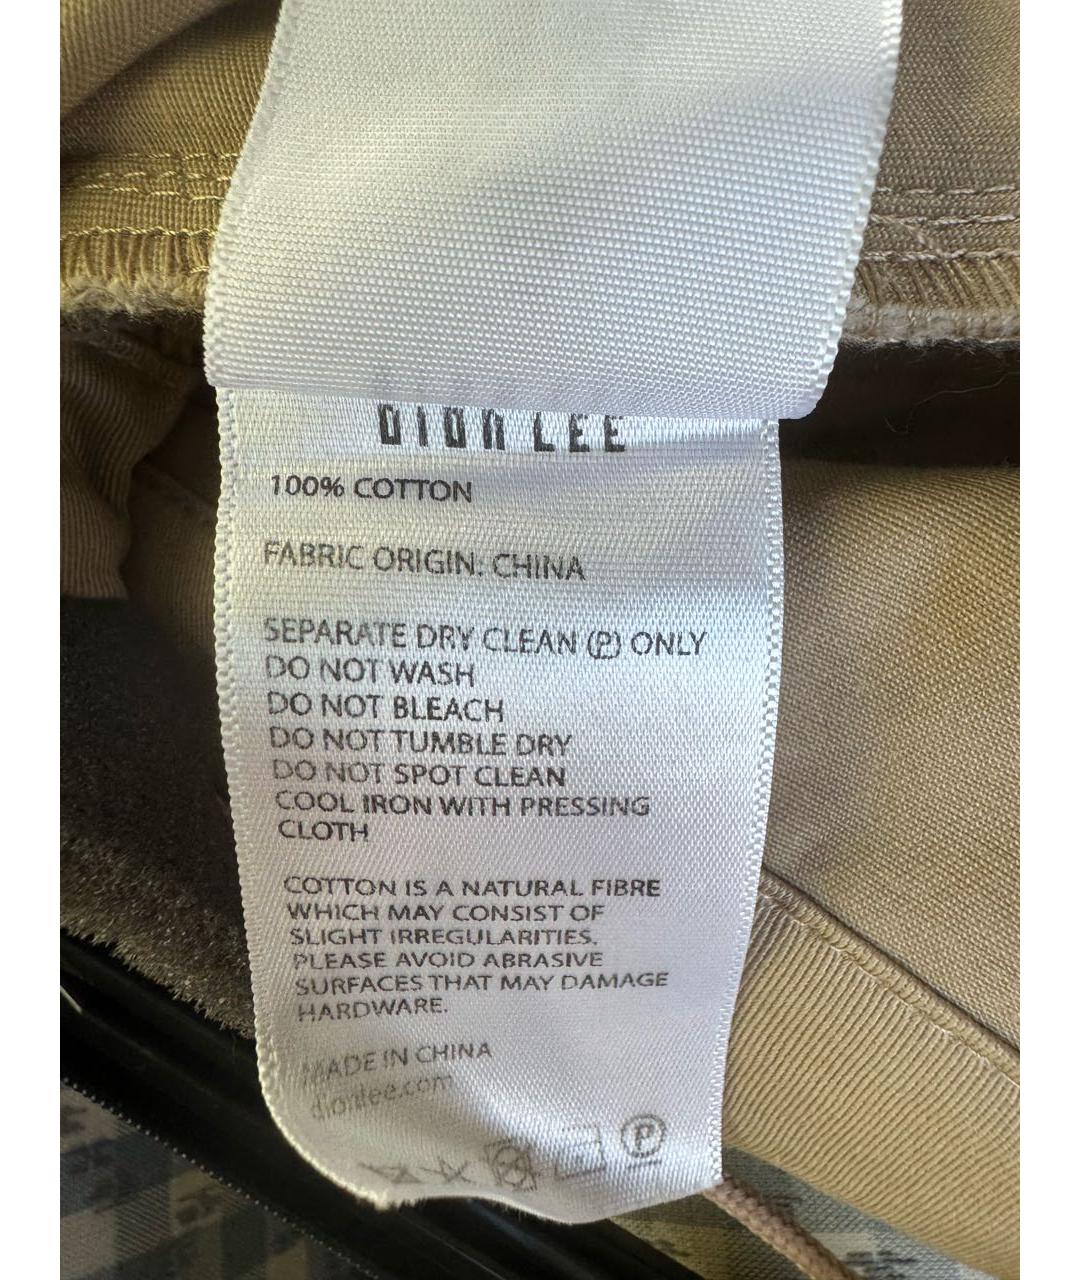 DION LEE
100% COTTON
FABRIC ORIGIN: CHINA
SEPARATE DRY CLEAN (P) ONLY
DO NOT WASH
DO NOT BLEACH
DO NOT TUMBLE DRY
DO NOT SPOT CLEAN
COOL IRON WITH PRESSING
CLOTH
COTTON IS A NATURAL FIBRE
WHICH MAY CONSIST OF
SLIGHT IRREGULARITIES.
PLEASE AVOID ABRASIVE
SURFACES THAT MAY DAMAGE
HARDWARE.
MADE IN CHINA
dionlee.com
P